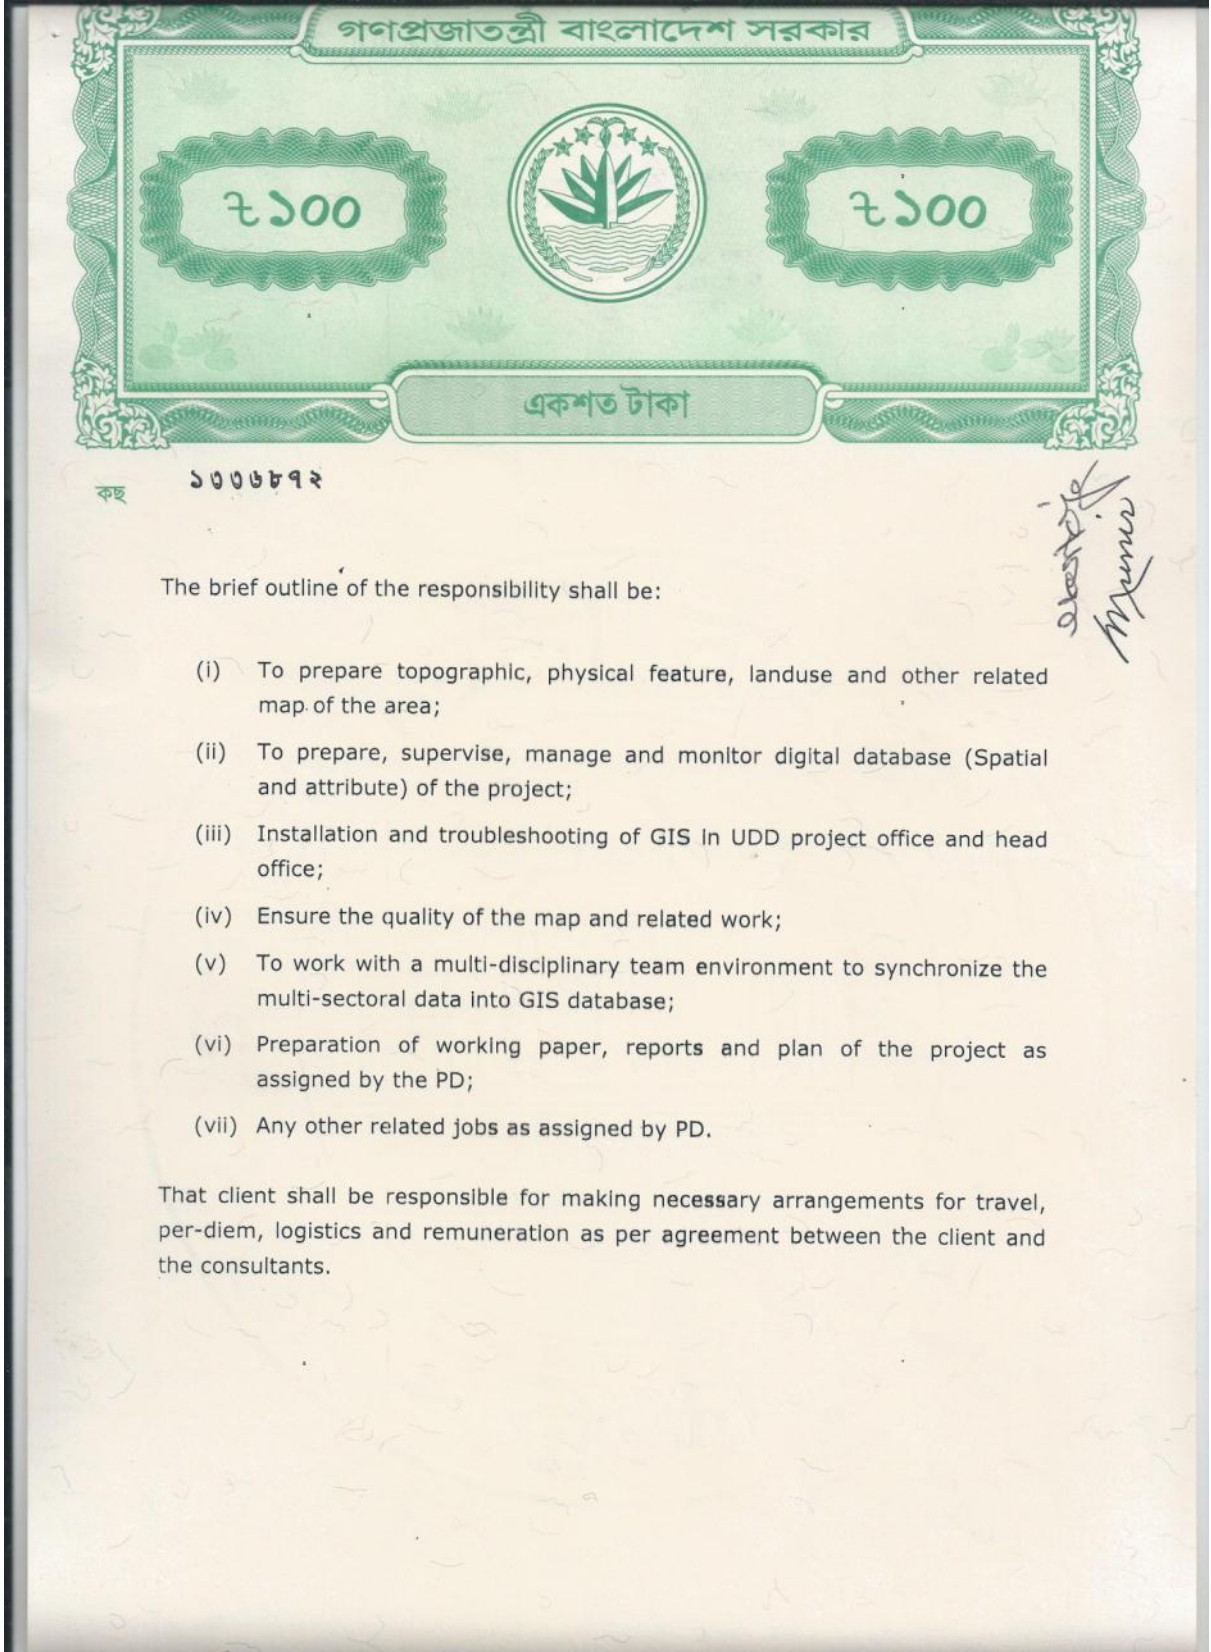 গণপ্রজাতন্ত্রী বাংলাদেশ সরকার
৳১০০
৳১০০
একশত টাকা
কছ ১৩৩৬৮৭২
The brief outline of the responsibility shall be:
(i) To prepare topographic, physical feature, landuse and other related
map of the area;
(ii) To prepare, supervise, manage and monitor digital database (Spatial
and attribute) of the project;
(iii) Installation and troubleshooting of GIS in UDD project office and head
office;
(iv) Ensure the quality of the map and related work;
(v) To work with a multi-disciplinary team environment to synchronize the
multi-sectoral data into GIS database;
(vi) Preparation of working paper, reports and plan of the project as
assigned by the PD;
(vii) Any other related jobs as assigned by PD.
That client shall be responsible for making necessary arrangements for travel,
per-diem, logistics and remuneration as per agreement between the client and
the consultants.